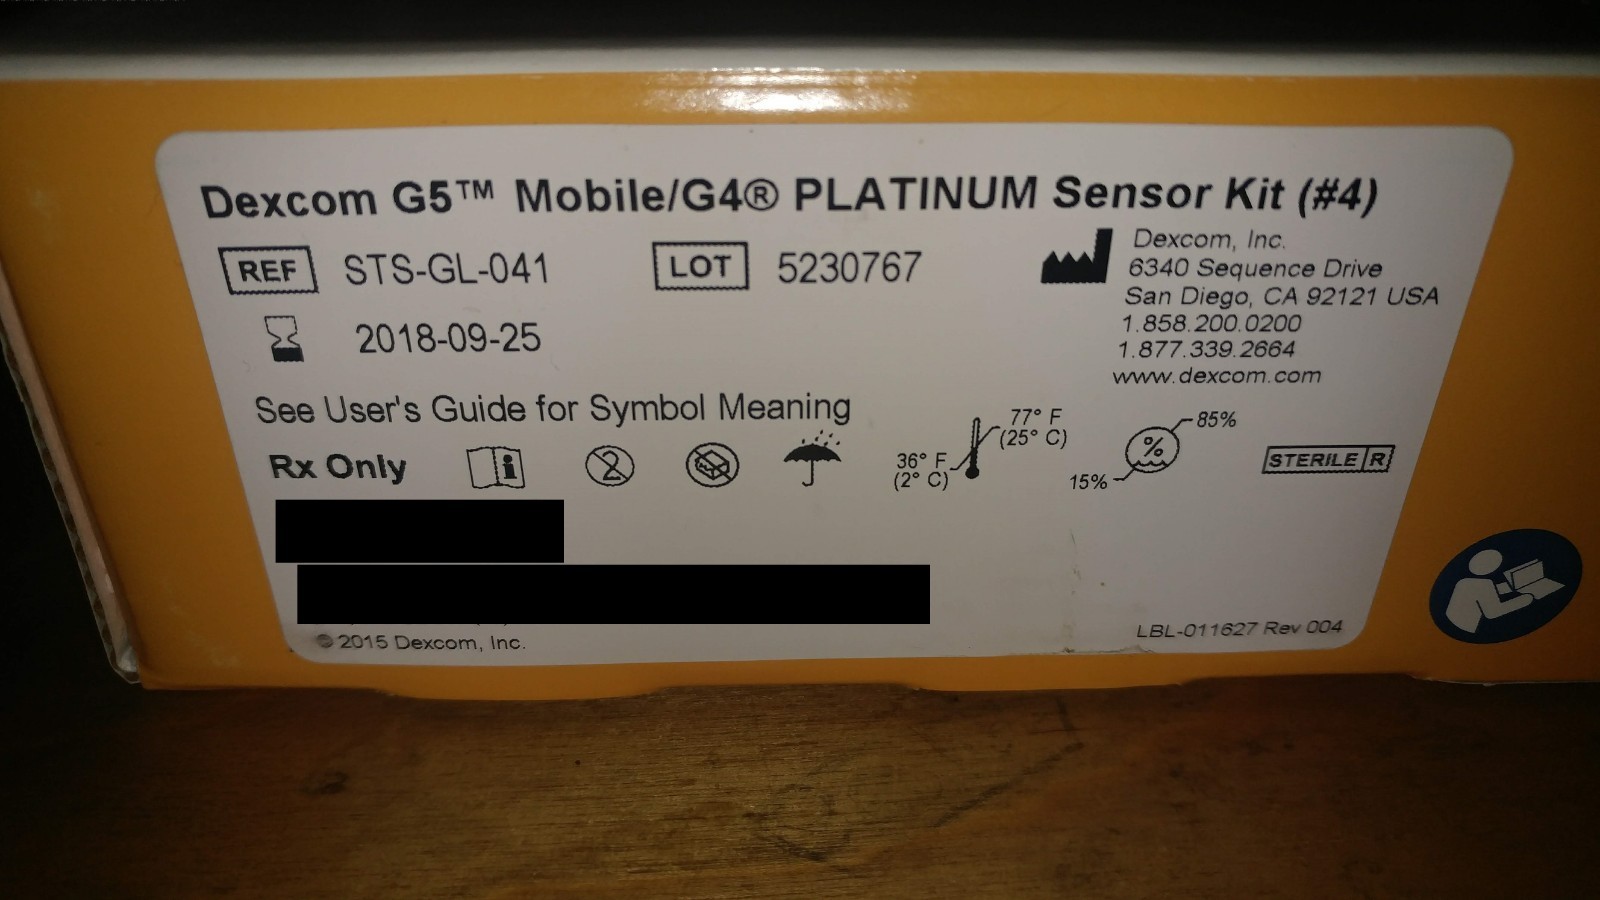 Dexcom G5™ Mobile/G4® PLATINUM Sensor Kit (#4)
REF STS-GL-041
LOT 5230767
2018-09-25
Dexcom, Inc.
6340 Sequence Drive
San Diego, CA 92121 USA
1.858.200.0200
1.877.339.2664
www.dexcom.com
See User's Guide for Symbol Meaning
Rx Only
i
2
36° F
(2° C)
77° F
(25° C)
%
15%
85%
STERILE R
© 2015 Dexcom, Inc.
LBL-011627 Rev 004